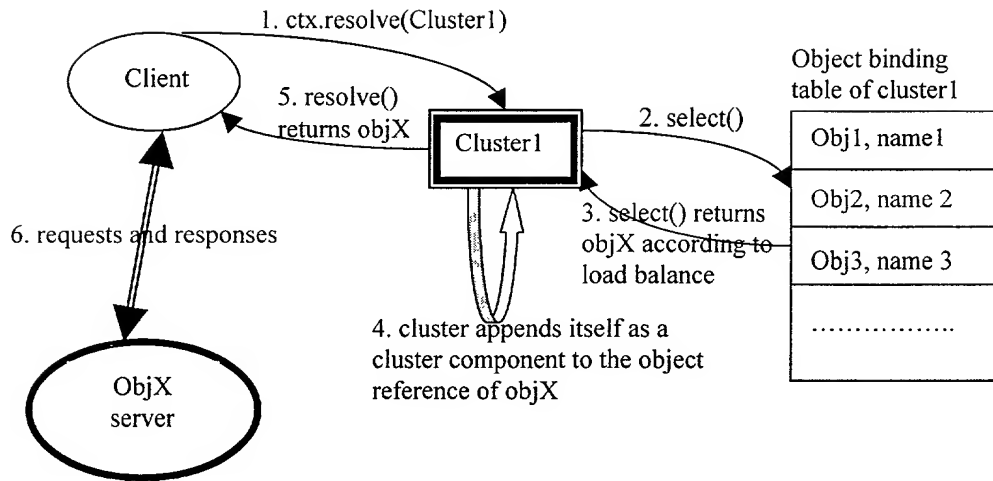 1. ctx.resolve(Cluster1)
Client
5. resolve()
returns objX
Cluster1
2. select()
Object binding
table of cluster1
Obj1, name1
Obj2, name 2
Obj3, name 3
………………..
3. select() returns
objX according to
load balance
6. requests and responses
4. cluster appends itself as a
cluster component to the object
reference of objX
ObjX
server